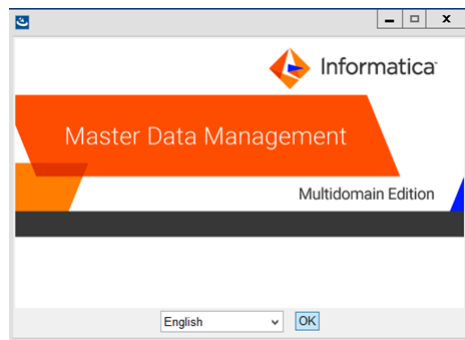 Informatica
Master Data Management
Multidomain Edition
English
OK